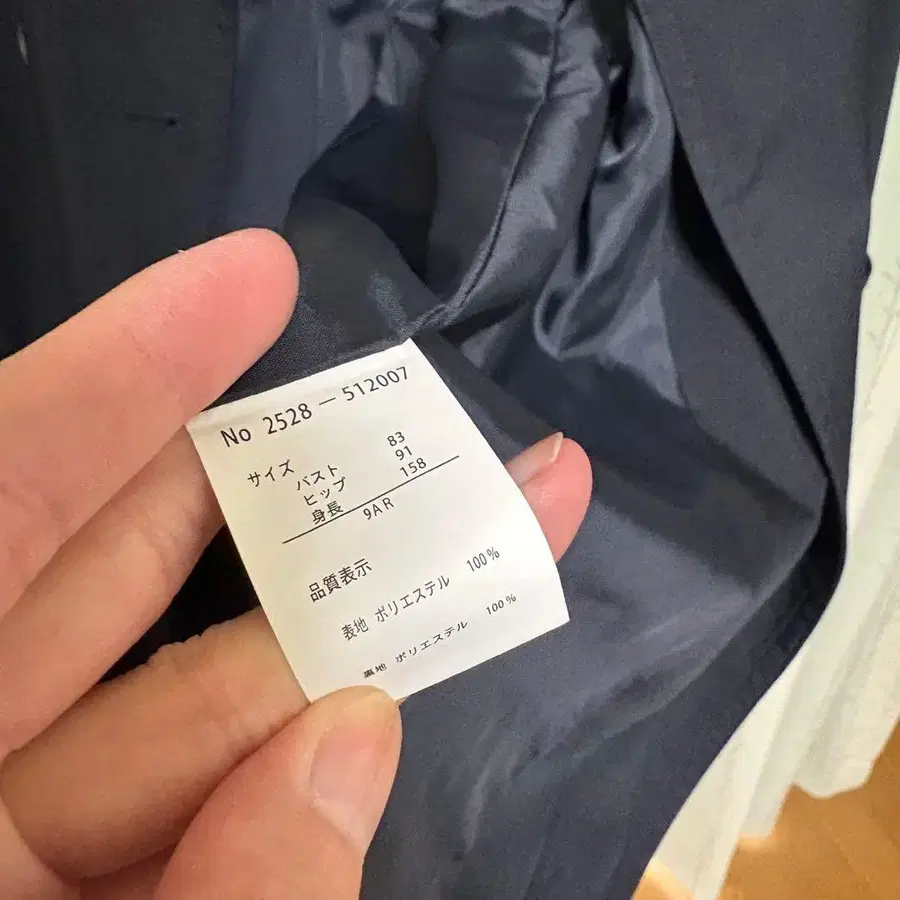 No 2528 — 512007
サイズ
バスト 83
ヒップ 91
身長 158
9AR
品質表示
表地 ポリエステル 100%
裏地 ポリエステル 100%